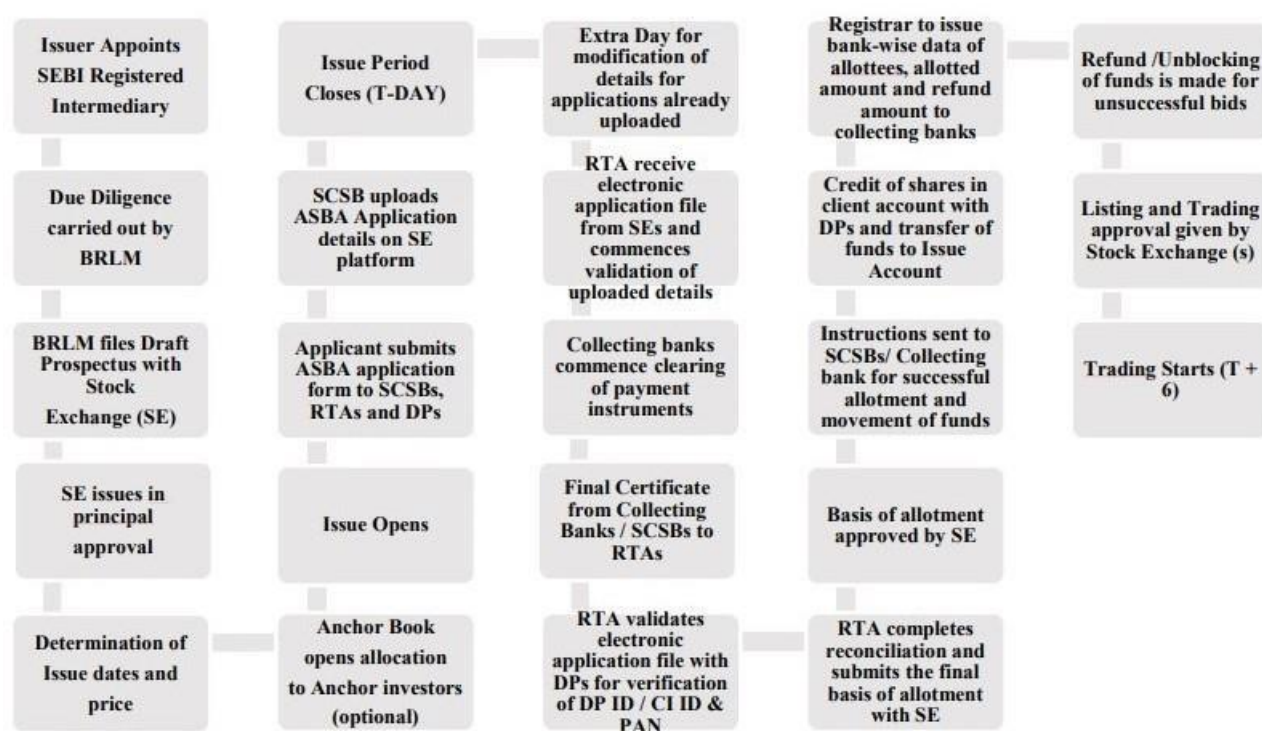 Issuer Appoints
SEBI Registered
Intermediary
Due Diligence
carried out by
BRLM
BRLM files Draft
Prospectus with
Stock
Exchange (SE)
SE issues in
principal
approval
Determination of
Issue dates and
price
Anchor Book
opens allocation
to Anchor investors
(optional)
Issue Opens
Applicant submits
ASBA application
form to SCSBs,
RTAs and DPs
SCSB uploads
ASBA Application
details on SE
platform
Issue Period
Closes (T-DAY)
Extra Day for
modification of
details for
applications already
uploaded
RTA receive
electronic
application file
from SEs and
commences
validation of
uploaded details
Collecting banks
commence clearing
of payment
instruments
Final Certificate
from Collecting
Banks / SCSBs to
RTAs
RTA validates
electronic
application file with
DPs for verification
of DP ID / CI ID &
PAN
RTA completes
reconciliation and
submits the final
basis of allotment
with SE
Basis of allotment
approved by SE
Instructions sent to
SCSBs/ Collecting
bank for successful
allotment and
movement of funds
Credit of shares in
client account with
DPs and transfer of
funds to Issue
Account
Registrar to issue
bank-wise data of
allottees, allotted
amount and refund
amount to
collecting banks
Refund /Unblocking
of funds is made for
unsuccessful bids
Listing and Trading
approval given by
Stock Exchange (s)
Trading Starts (T +
6)